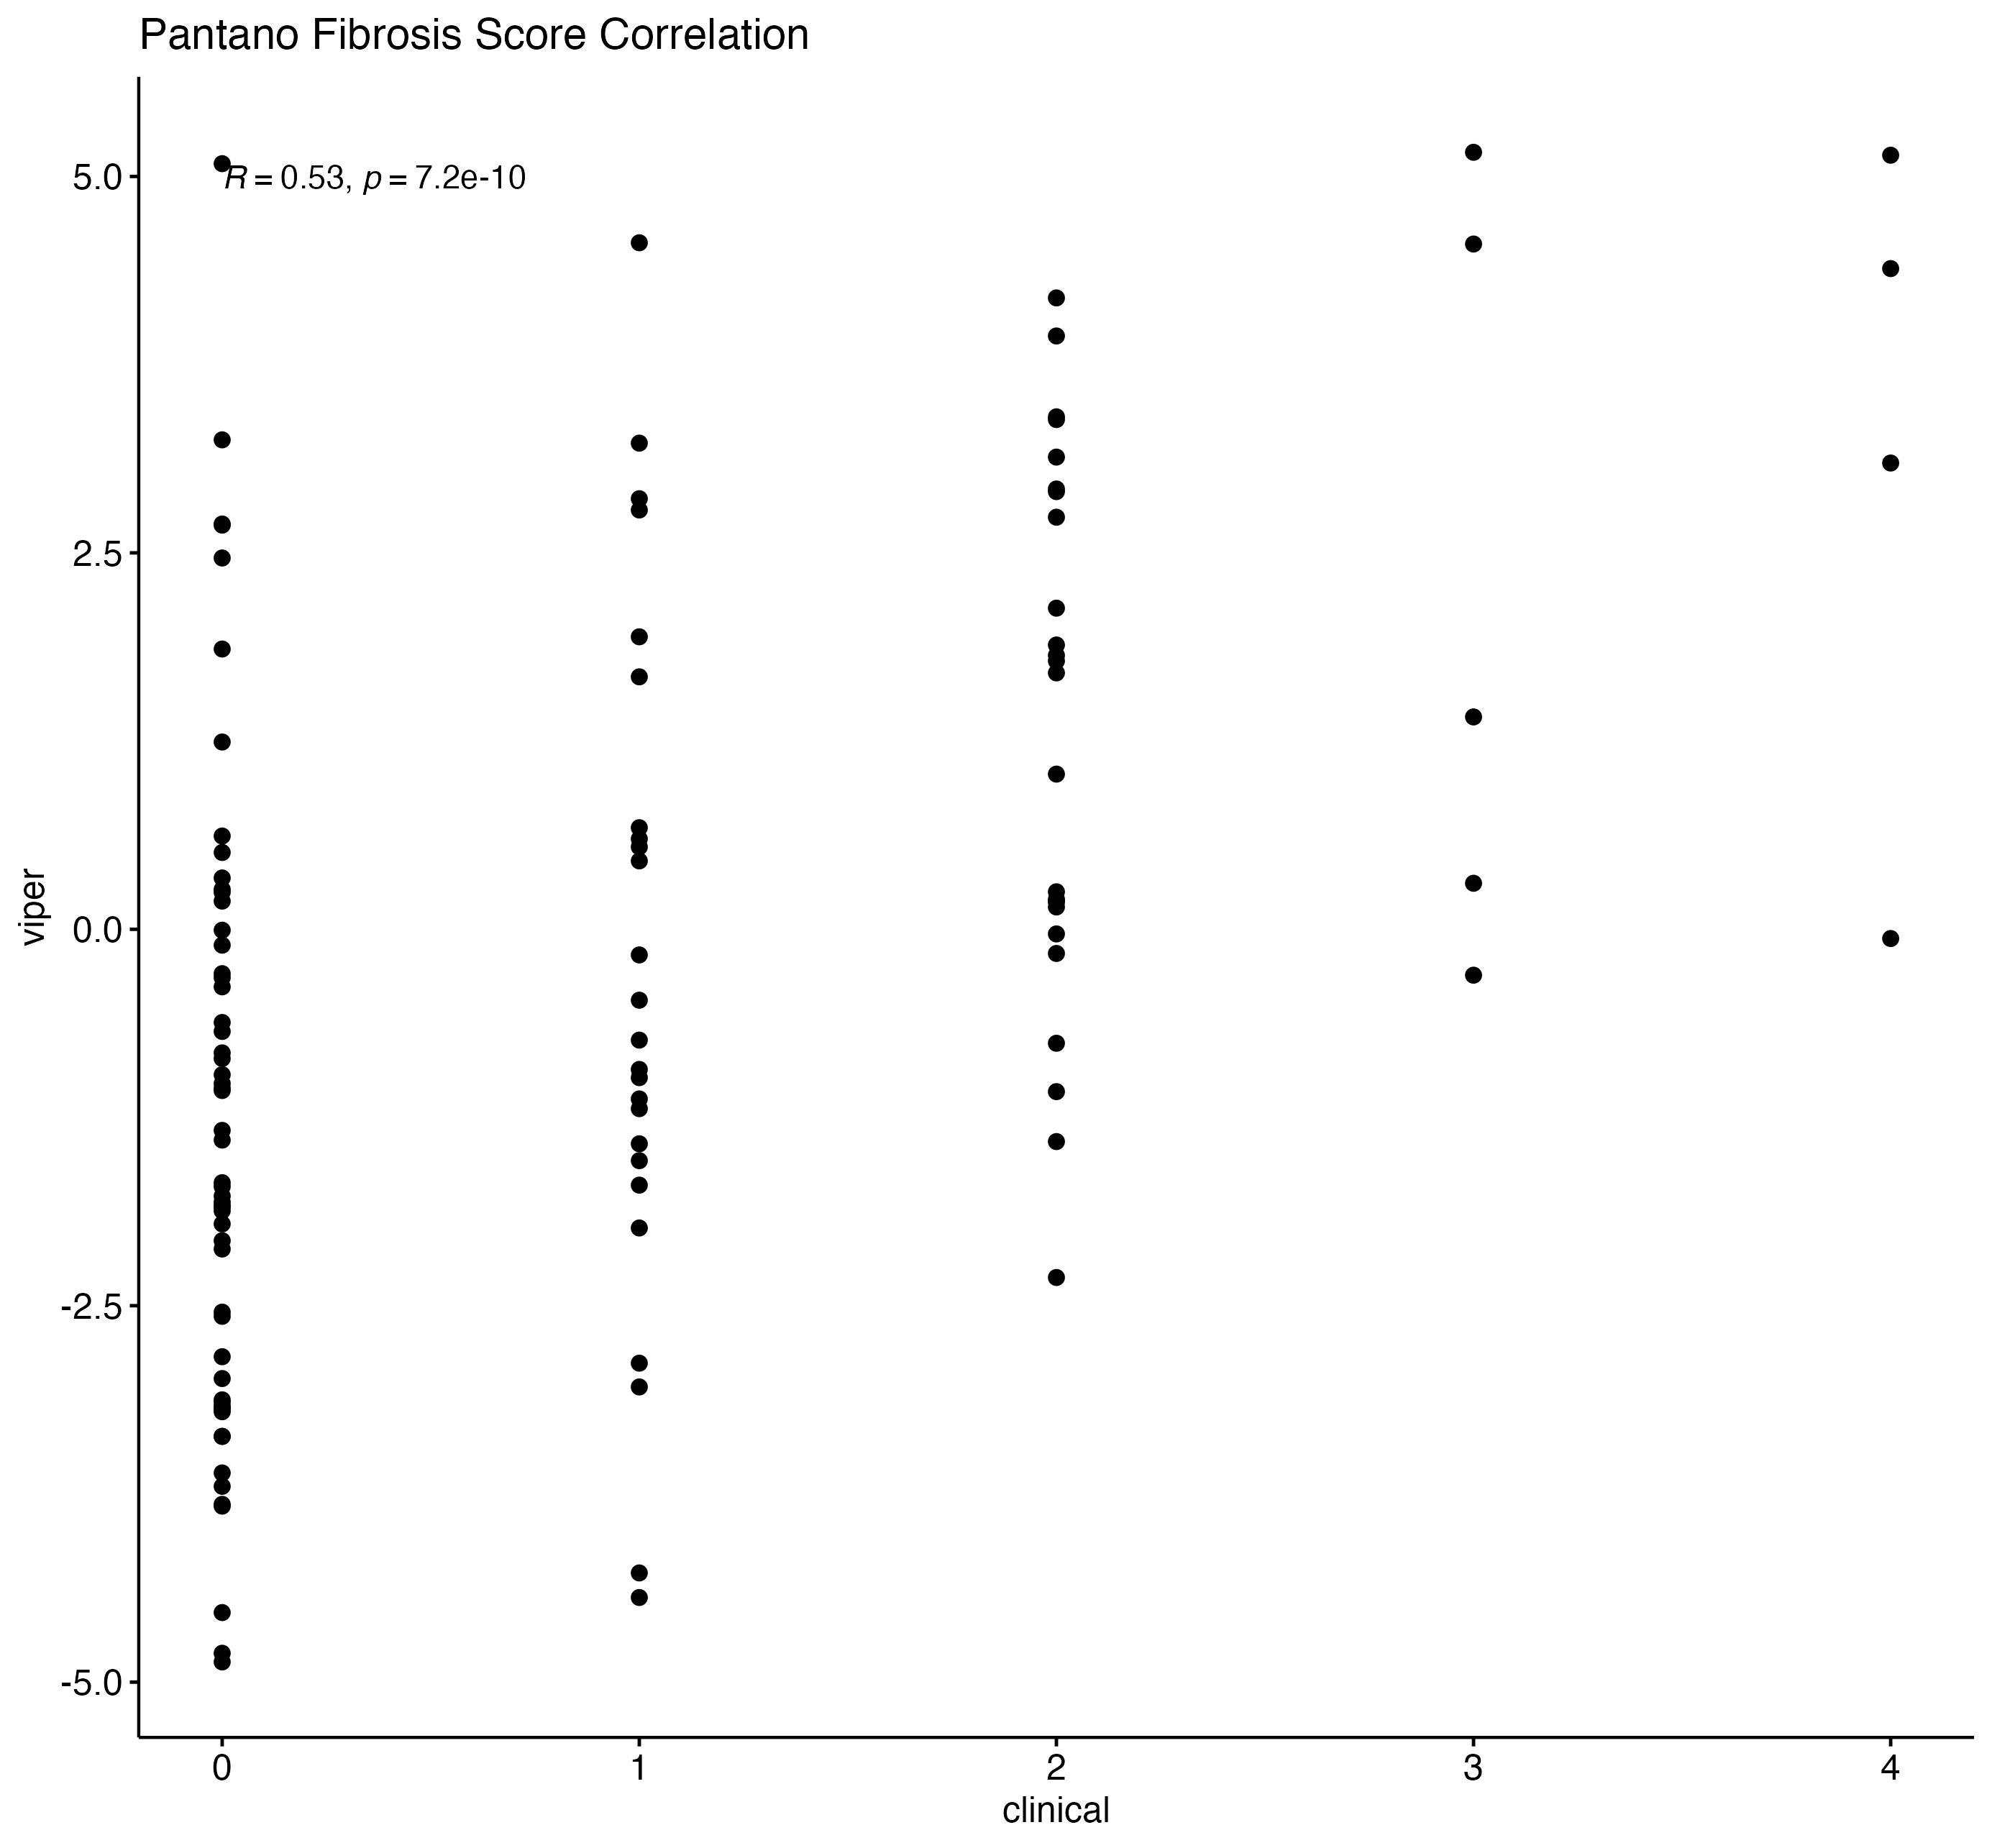 Pantano Fibrosis Score Correlation
R = 0.53, p = 7.2e-10
5.0
2.5
0.0
-2.5
-5.0
viper
0 1 2 3 4
clinical